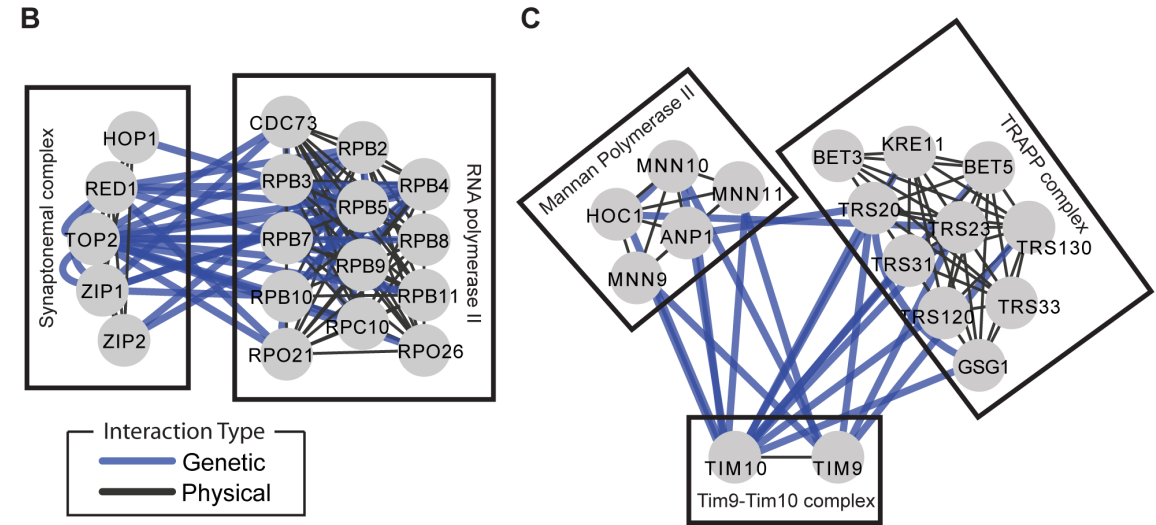 B
Synaptonemal complex
HOP1
RED1
TOP2
ZIP1
ZIP2
CDC73
RPB2
RPB3
RPB4
RPB5
RPB7
RPB8
RPB9
RPB10
RPB11
RPC10
RPO21
RPO26
RNA polymerase II
Interaction Type
Genetic
Physical
C
Mannan Polymerase II
MNN10
MNN11
HOC1
ANP1
MNN9
TRAPP complex
BET3
KRE11
BET5
TRS20
TRS23
TRS130
TRS31
TRS33
TRS120
GSG1
TIM10
TIM9
Tim9-Tim10 complex